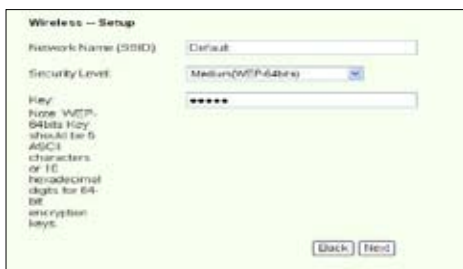 Wireless -- Setup
Network Name (SSID) Default
Security Level: Medium(WEP-64bits)
Key: •••••
Note: WEP-
64bits Key
should be 5
ASCII
characters
or 10
hexadecimal
digits for 64-
bit
encryption
keys.
Back Next